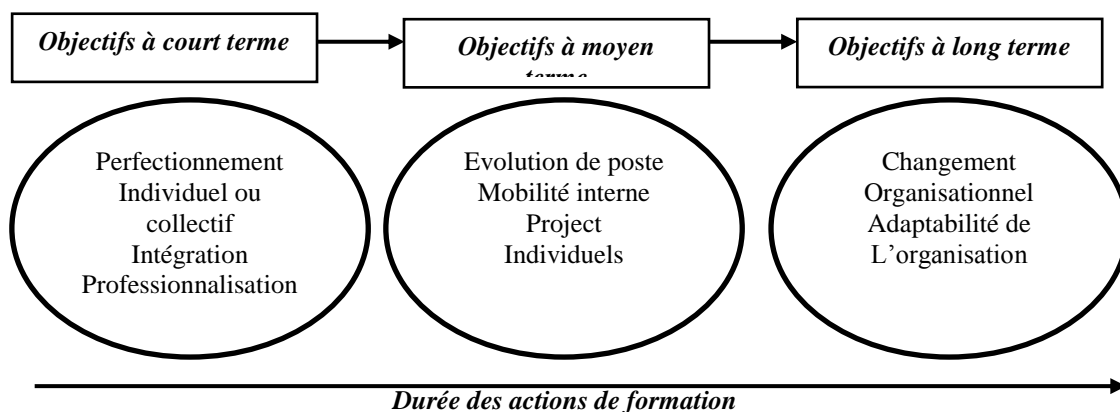 Objectifs à court terme
Objectifs à moyen
terme
Objectifs à long terme
Perfectionnement
Individuel ou
collectif
Intégration
Professionnalisation
Evolution de poste
Mobilité interne
Project
Individuels
Changement
Organisationnel
Adaptabilité de
L’organisation
Durée des actions de formation